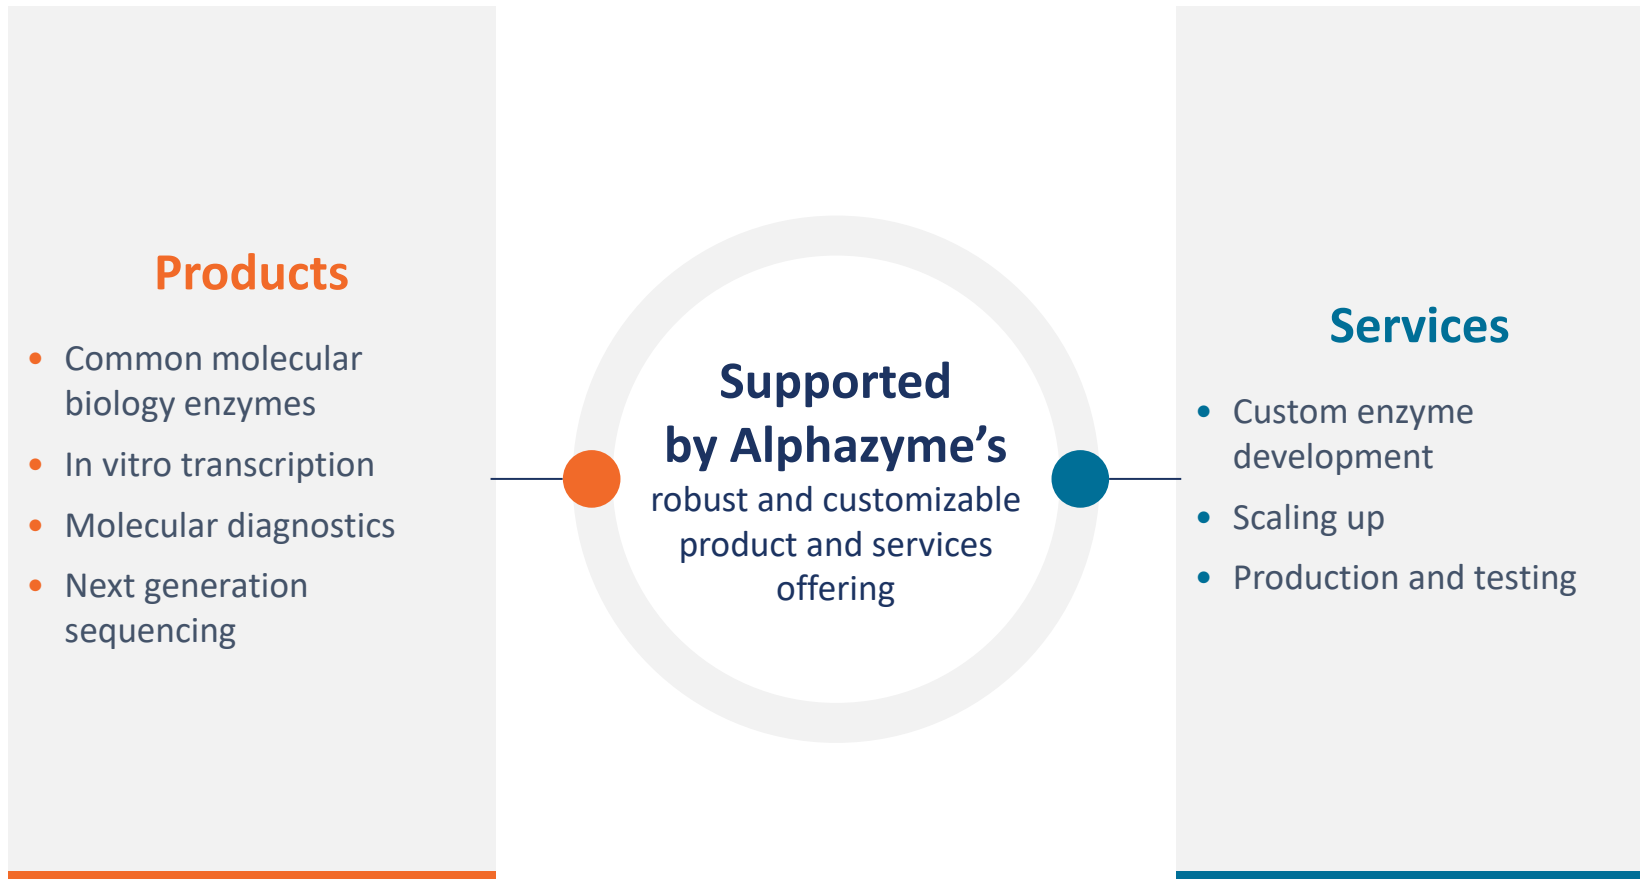 Products
• Common molecular
biology enzymes
• In vitro transcription
• Molecular diagnostics
• Next generation
sequencing
Supported
by Alphazyme’s
robust and customizable
product and services
offering
Services
• Custom enzyme
development
• Scaling up
• Production and testing